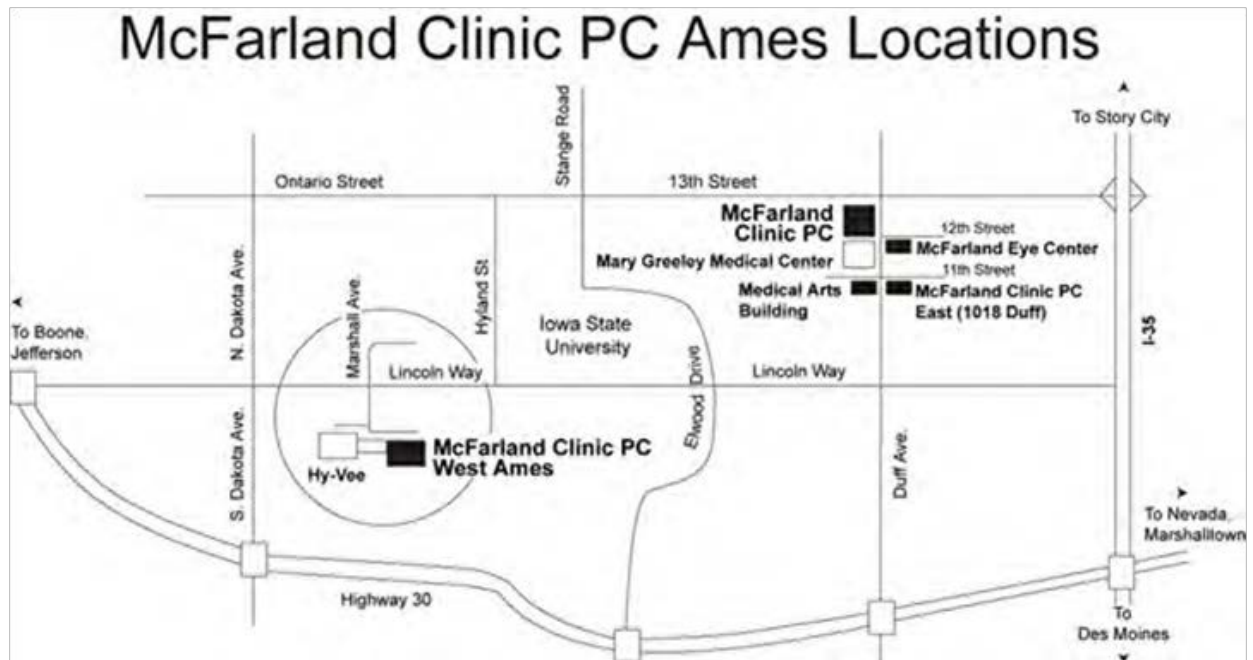 McFarland Clinic PC Ames Locations
To Story City
Stange Road
Ontario Street
13th Street
McFarland
Clinic PC
12th Street
McFarland Eye Center
Mary Greeley Medical Center
11th Street
Medical Arts
Building
McFarland Clinic PC
East (1018 Duff)
N. Dakota Ave.
Marshall Ave.
Hyland St
Iowa State
University
To Boone,
Jefferson
I-35
Lincoln Way
Elwood Drive
Lincoln Way
S. Dakota Ave.
McFarland Clinic PC
West Ames
Hy-Vee
Duff Ave.
To Nevada,
Marshalltown
Highway 30
To
Des Moines